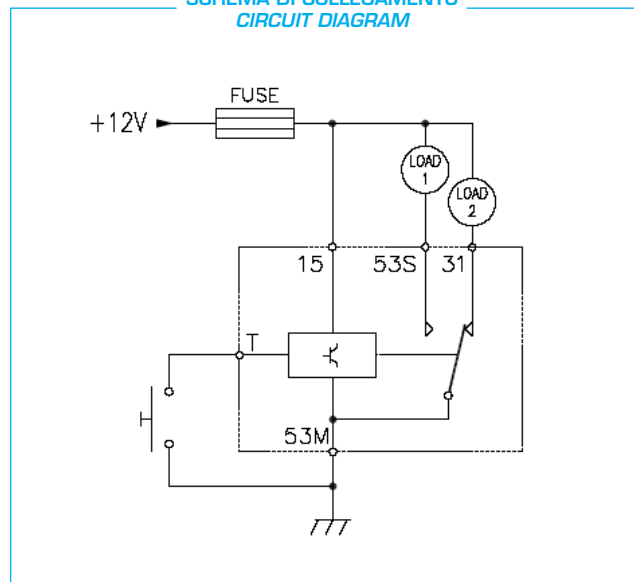 CIRCUIT DIAGRAM
FUSE
+12V
LOAD
1
LOAD
2
15 53S 31
T
53M